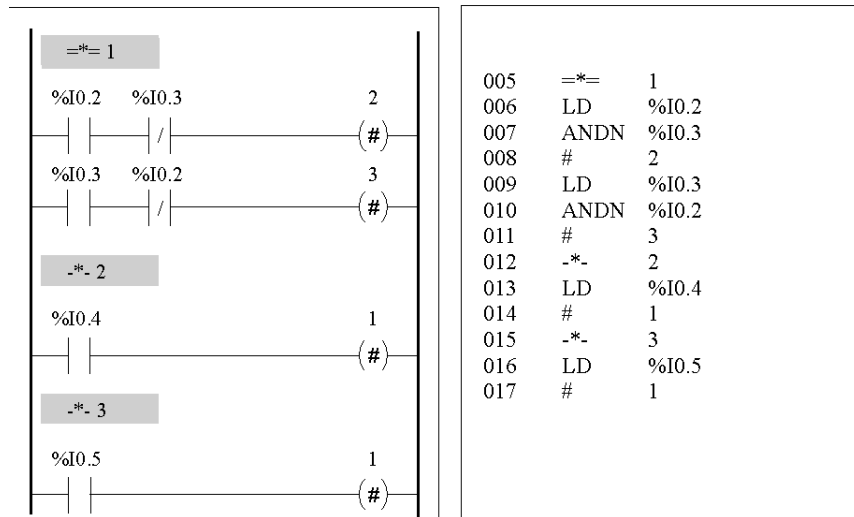 =*= 1
%I0.2 %I0.3 2
/ #
%I0.3 %I0.2 3
/ #
-*- 2
%I0.4 1
#
-*- 3
%I0.5 1
#
005 =*= 1
006 LD %I0.2
007 ANDN %I0.3
008 # 2
009 LD %I0.3
010 ANDN %I0.2
011 # 3
012 -*- 2
013 LD %I0.4
014 # 1
015 -*- 3
016 LD %I0.5
017 # 1